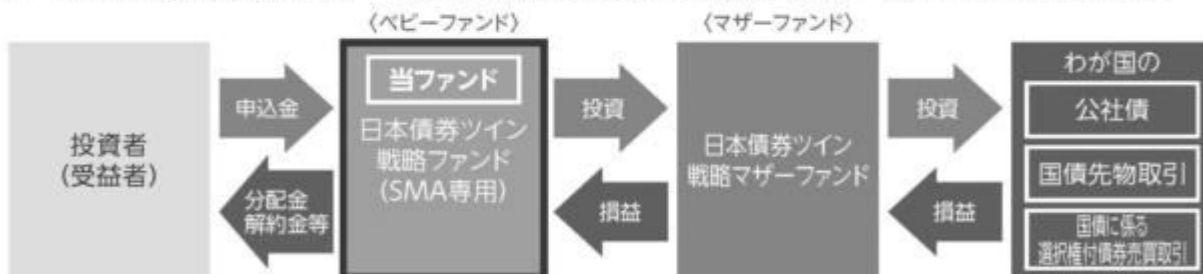 〈ベビーファンド〉
〈マザーファンド〉
投資者
(受益者)
申込金
分配金
解約金等
当ファンド
日本債券ツイン
戦略ファンド
(SMA専用)
投資
損益
日本債券ツイン
戦略マザーファンド
投資
損益
わが国の
公社債
国債先物取引
国債に係る
選択権付債券売買取引